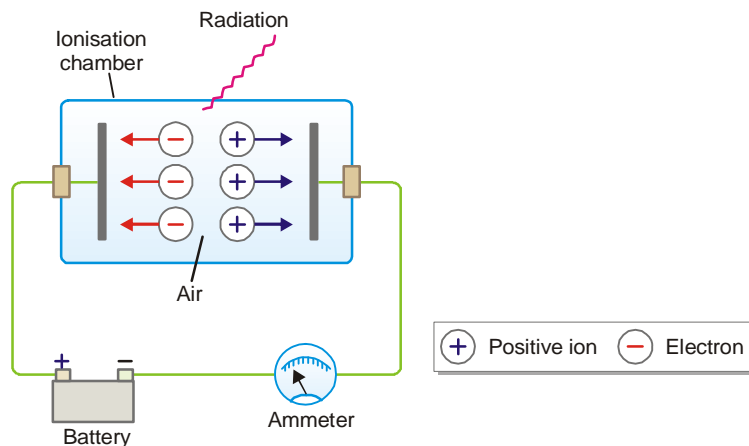 Radiation
Ionisation
chamber
−
+
−
+
−
+
Air
+
−
Battery
Ammeter
+ Positive ion
− Electron